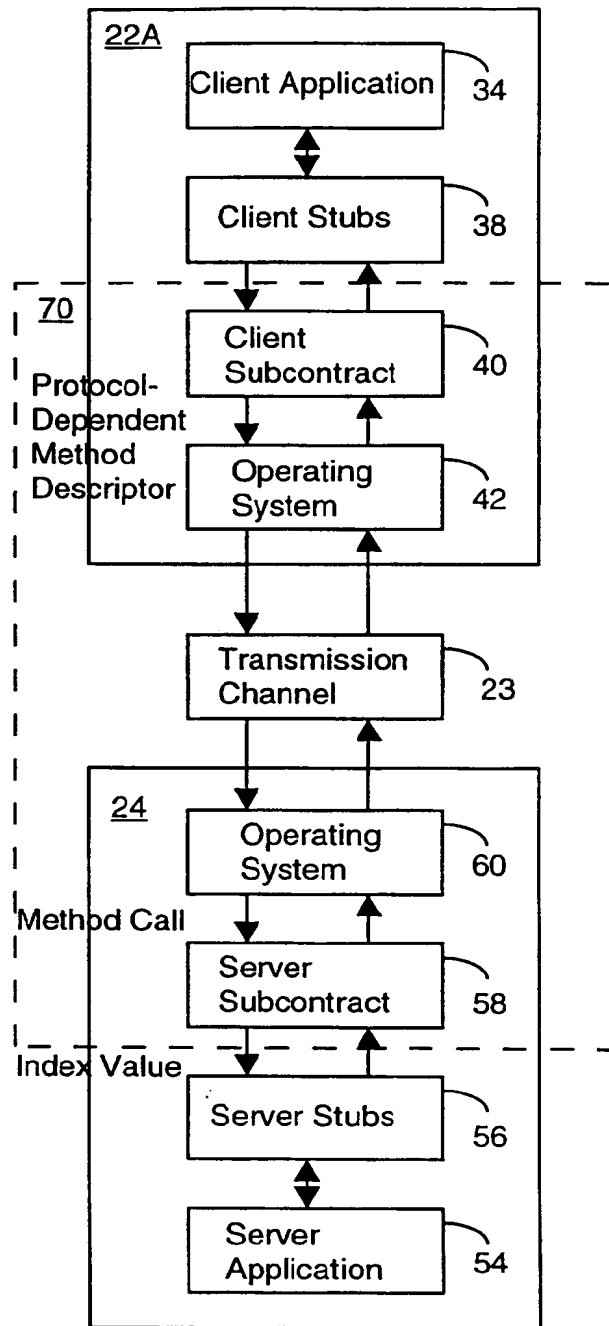 22A
Client Application
34
Client Stubs
38
70
Client
Subcontract
40
Protocol-
Dependent
Method
Descriptor
Operating
System
42
Transmission
Channel
23
24
Operating
System
60
Method Call
Server
Subcontract
58
Index Value
Server Stubs
56
Server
Application
54